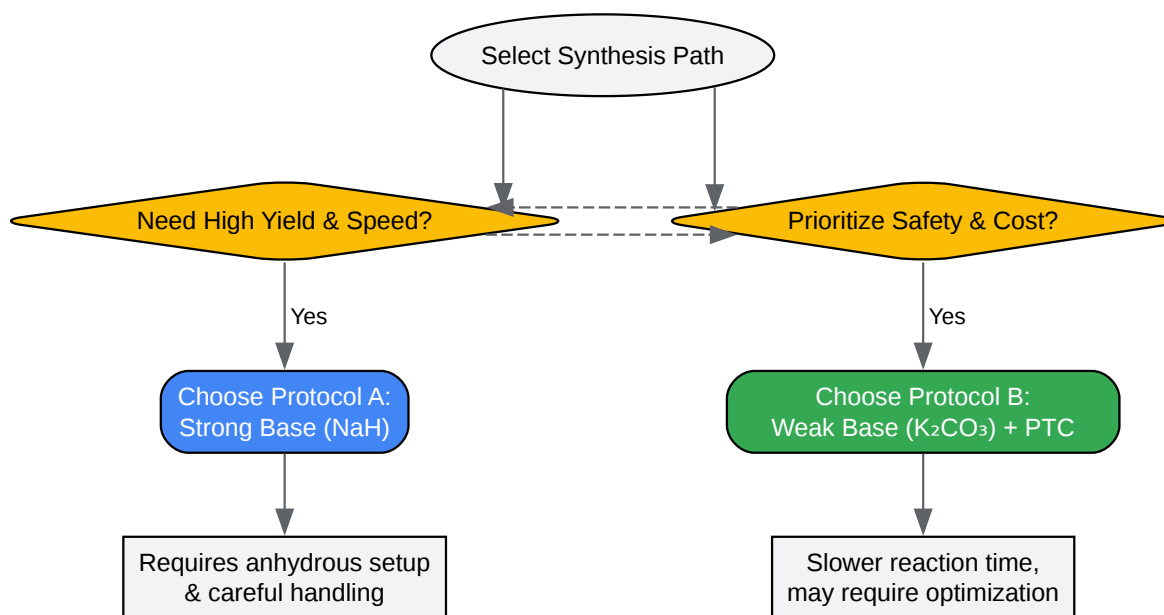 Select Synthesis Path
Need High Yield & Speed?
Prioritize Safety & Cost?
Yes
Yes
Choose Protocol A:
Strong Base (NaH)
Choose Protocol B:
Weak Base (K₂CO₃) + PTC
Requires anhydrous setup
& careful handling
Slower reaction time,
may require optimization